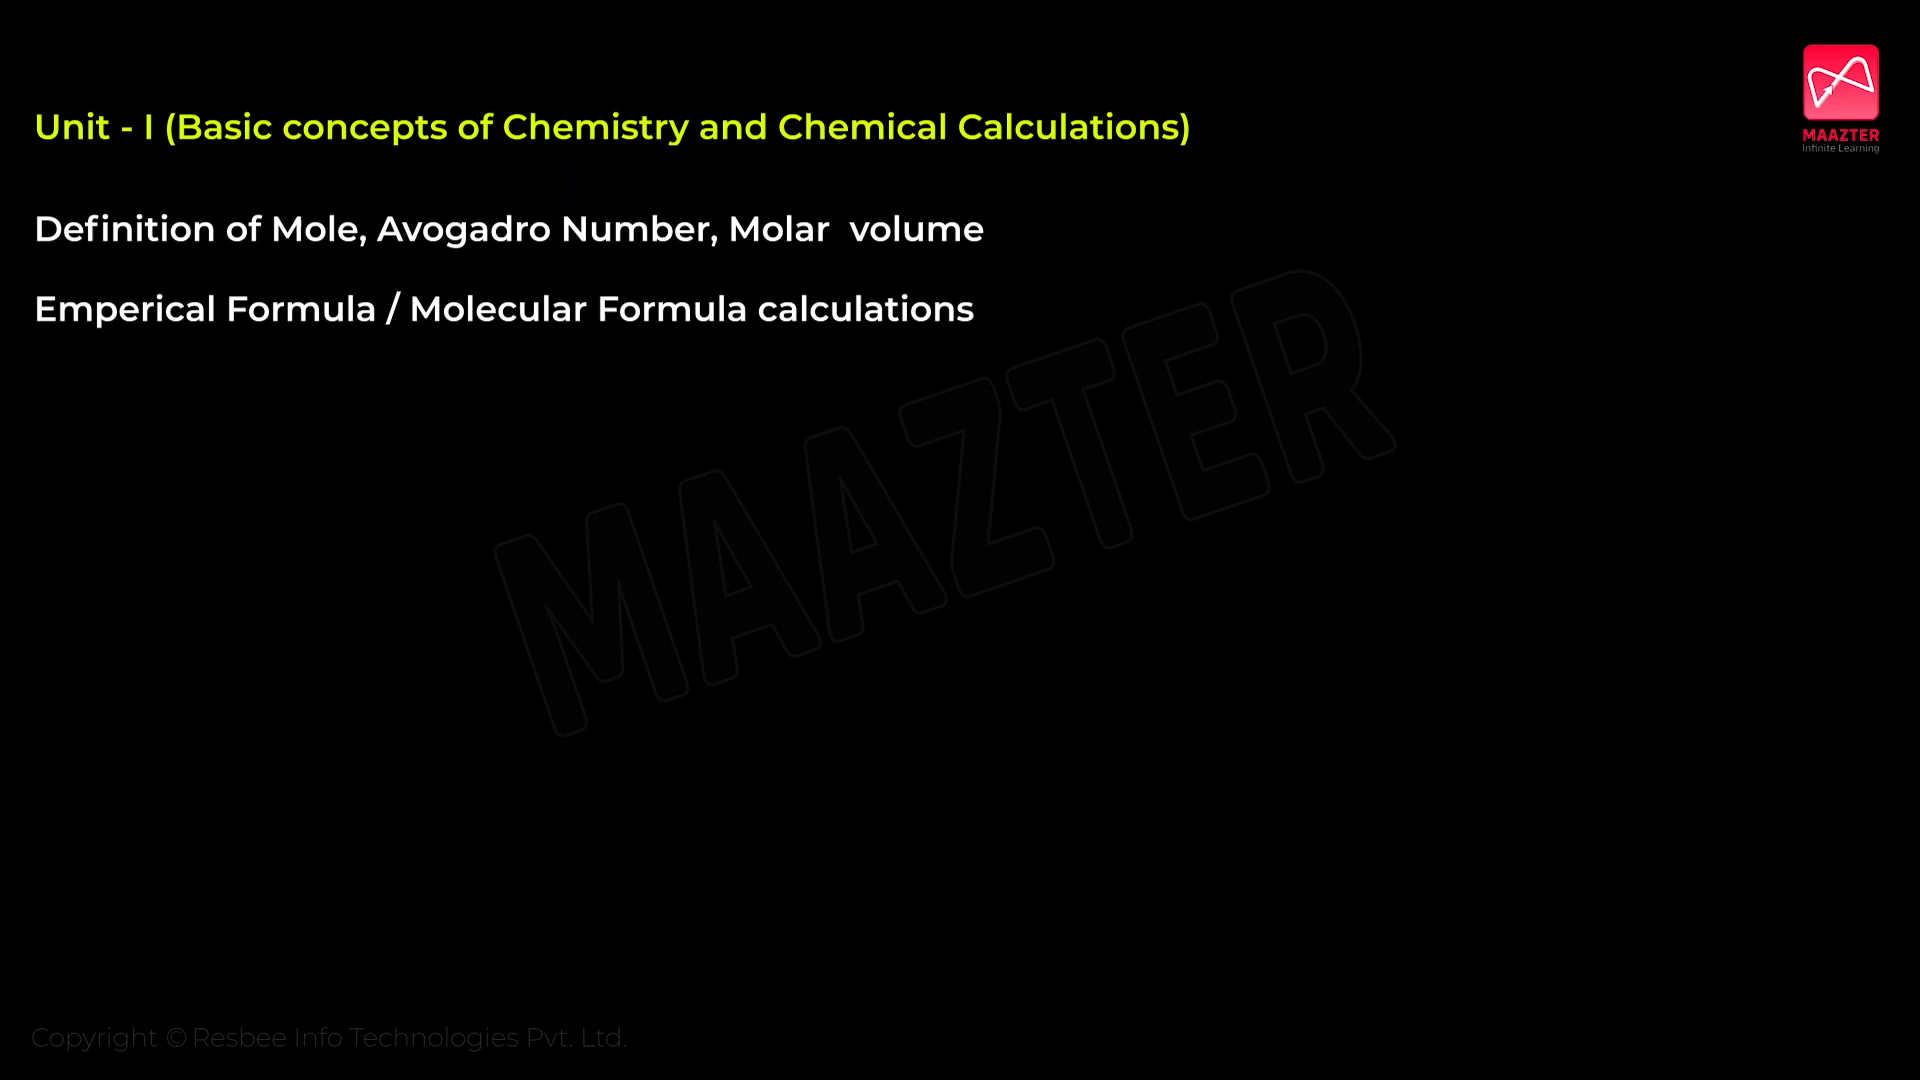 Unit - I (Basic concepts of Chemistry and Chemical Calculations)
MAAZTER
Infinite Learning
Definition of Mole, Avogadro Number, Molar volume
Emperical Formula / Molecular Formula calculations
MAAZTER
Copyright © Resbee Info Technologies Pvt. Ltd.